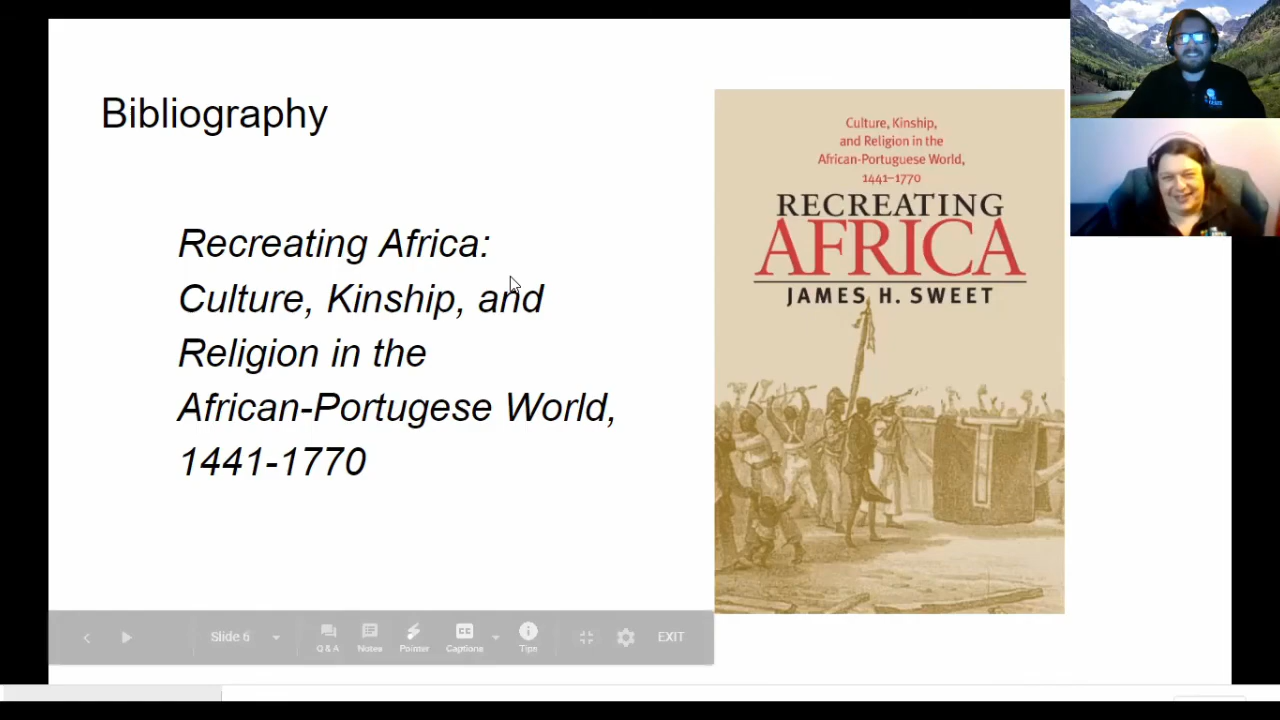 Bibliography
Recreating Africa:
Culture, Kinship, and
Religion in the
African-Portugese World,
1441-1770
Culture, Kinship,
and Religion in the
African-Portuguese World,
1441–1770
RECREATING
AFRICA
JAMES H. SWEET
Slide 6
Q & A
Notes
Pointer
Captions
Tips
EXIT